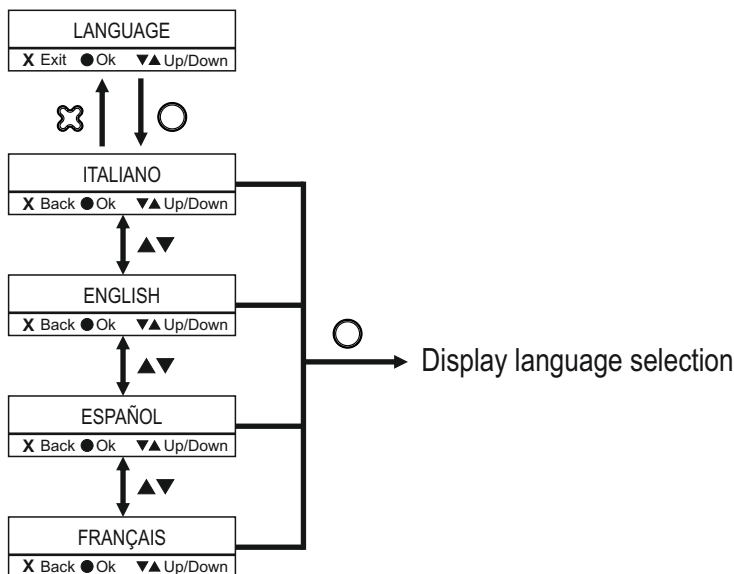 LANGUAGE
X Exit ●Ok ▼▲Up/Down
ITALIANO
X Back ●Ok ▼▲Up/Down
▲▼
ENGLISH
X Back ●Ok ▼▲Up/Down
▲▼
Display language selection
ESPAÑOL
X Back ●Ok ▼▲Up/Down
▲▼
FRANÇAIS
X Back ●Ok ▼▲Up/Down